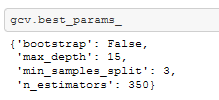 gcv.best_params_
{'bootstrap': False,
'max_depth': 15,
'min_samples_split': 3,
'n_estimators': 350}